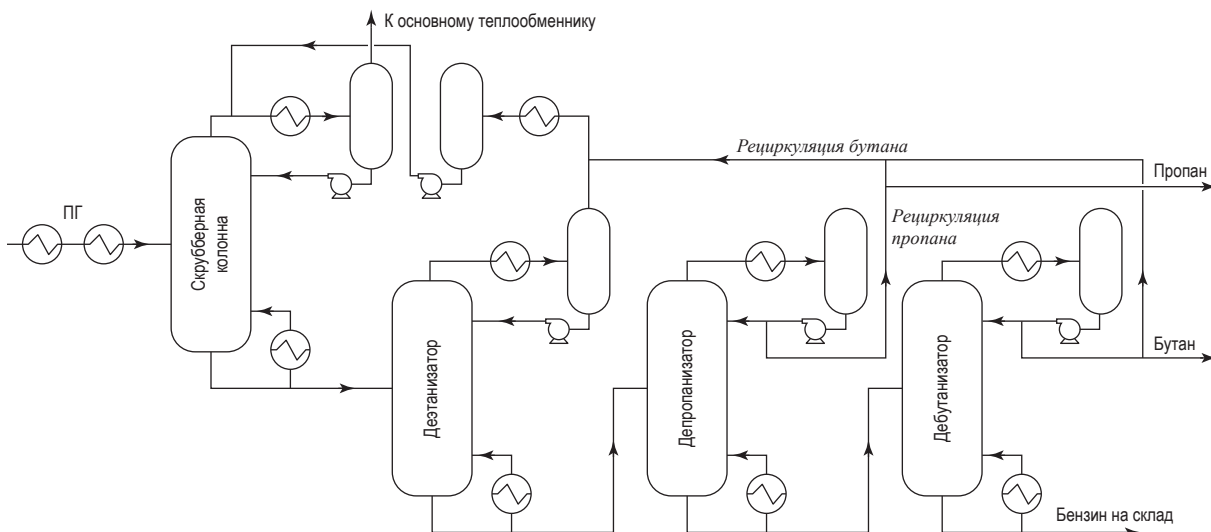 К основному теплообменнику
Рециркуляция бутана
Пропан
ПГ
Скрубберная
колонна
Рециркуляция
пропана
Деэтанизатор
Депропанизатор
Дебутанизатор
Бутан
Бензин на склад